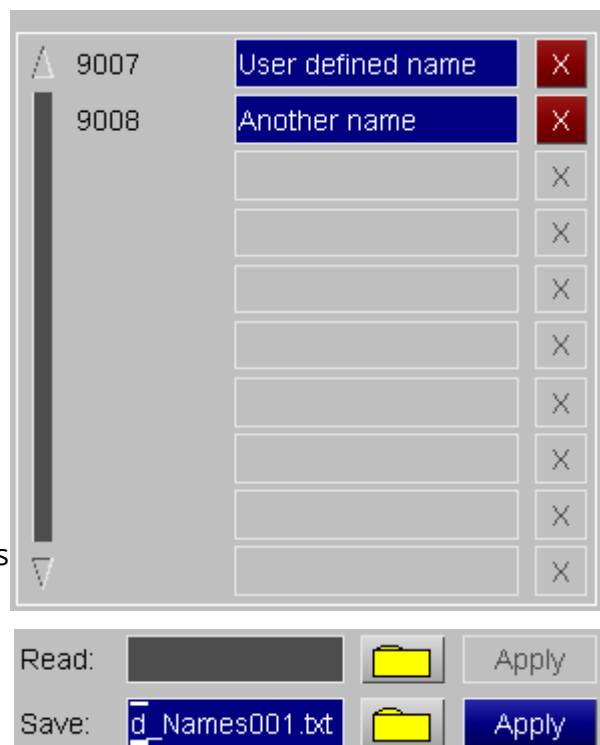 9007 User defined name X
9008 Another name X
X
X
X
X
X
X
X
s X
Read: Apply
Save: d_Names001.txt Apply